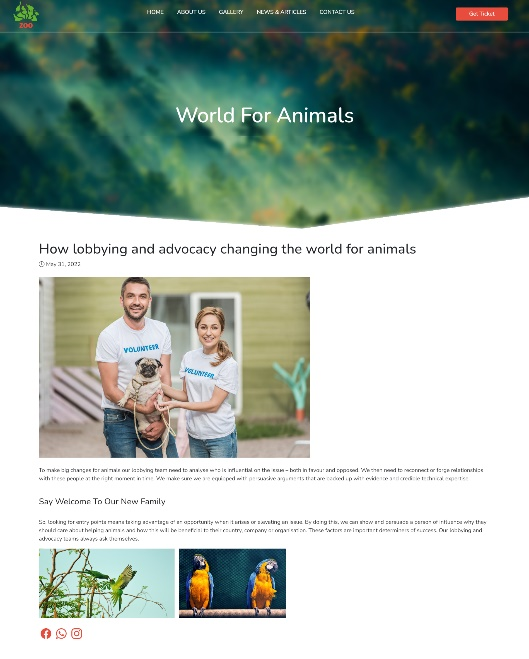 HOME ABOUT US GALLERY NEWS & ARTICLES CONTACT US Get Ticket
ZOO
World For Animals
How lobbying and advocacy changing the world for animals
May 31, 2022
VOLUNTEER
VOLUNTEER
To make big changes for animals our lobbying team need to analyse who is influential on the issue – both in favour and opposed. We then need to reconnect or forge relationships
with those people at the right moment in time. We make sure we are equipped with persuasive arguments that are backed up with evidence and credible technical expertise
Say Welcome To Our New Family
So, looking for entry points means taking advantage of an opportunity when it arises or elevating an issue. By doing this, we can show and persuade a person of influence why they
should care about helping animals and how this will be beneficial to their country, company or organisation. These factors are important determiners of success. Our lobbying and
advocacy teams always ask themselves: